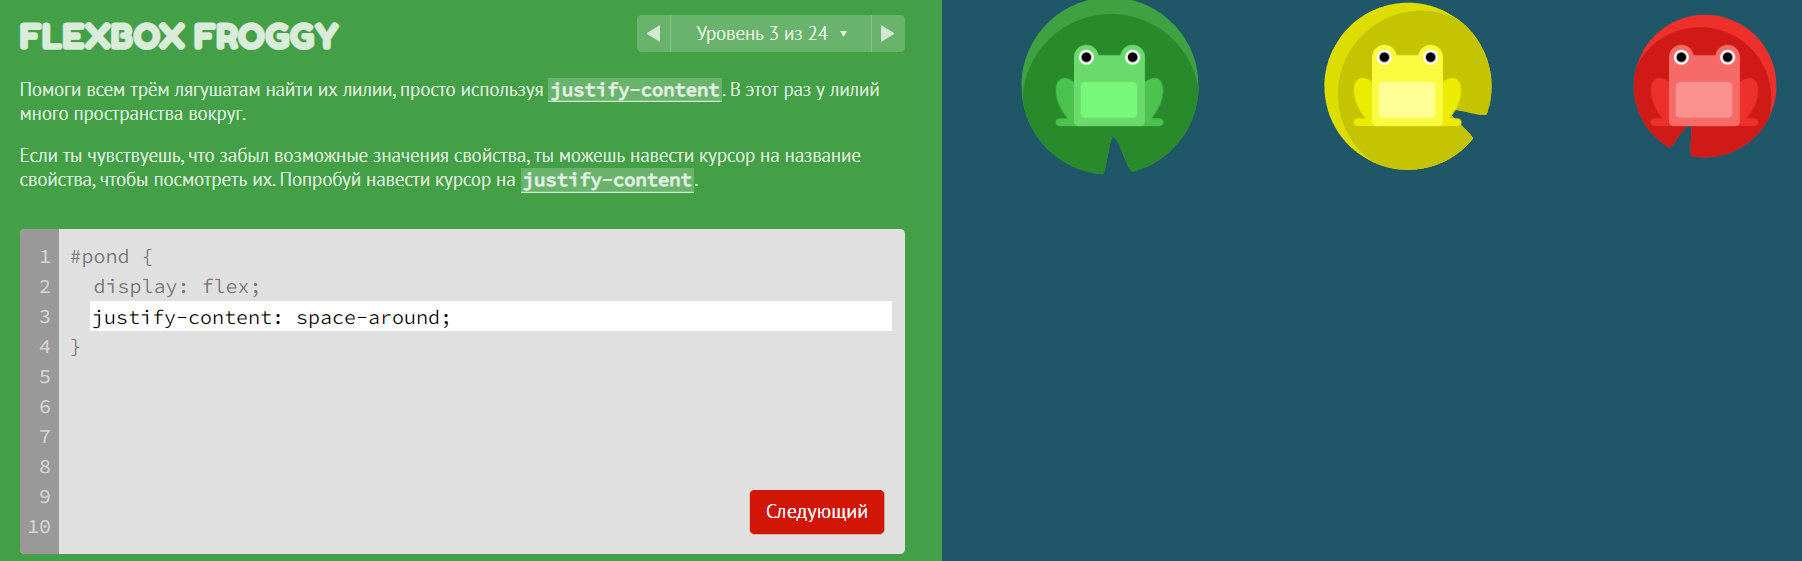 FLEXBOX FROGGY
Уровень 3 из 24
Помоги всем трём лягушатам найти их лилии, просто используя justify-content. В этот раз у лилий
много пространства вокруг.
Если ты чувствуешь, что забыл возможные значения свойства, ты можешь навести курсор на название
свойства, чтобы посмотреть их. Попробуй навести курсор на justify-content.
1 #pond {
2 display: flex;
3 justify-content: space-around;
4 }
5
6
7
8
9
10
Следующий